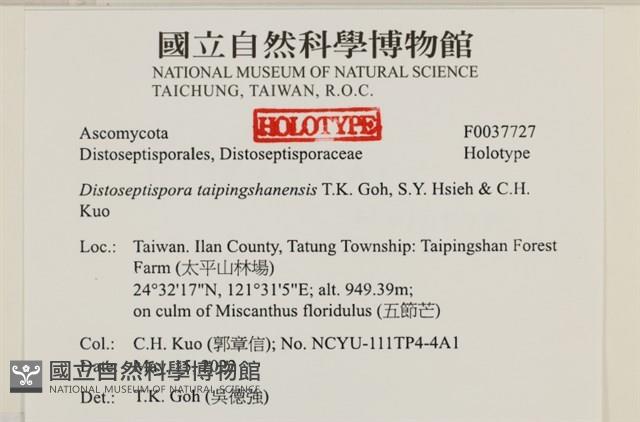 國立自然科學博物館
NATIONAL MUSEUM OF NATURAL SCIENCE
TAICHUNG, TAIWAN, R.O.C.
HOLOTYPE
Ascomycota F0037727
Distoseptisporales, Distoseptisporaceae Holotype
Distoseptispora taipingshanensis T.K. Goh, S.Y. Hsieh & C.H.
Kuo
Loc.: Taiwan. Ilan County, Tatung Township: Taipingshan Forest
Farm (太平山林場)
24°32'17"N, 121°31'5"E; alt. 949.39m;
on culm of Miscanthus floridulus (五節芒)
Col.: C.H. Kuo (郭章信); No. NCYU-111TP4-4A1
Date:
國立自然科學博物館
NATIONAL MUSEUM OF NATURAL SCIENCE
Det.: T.K. Goh (吳德強)